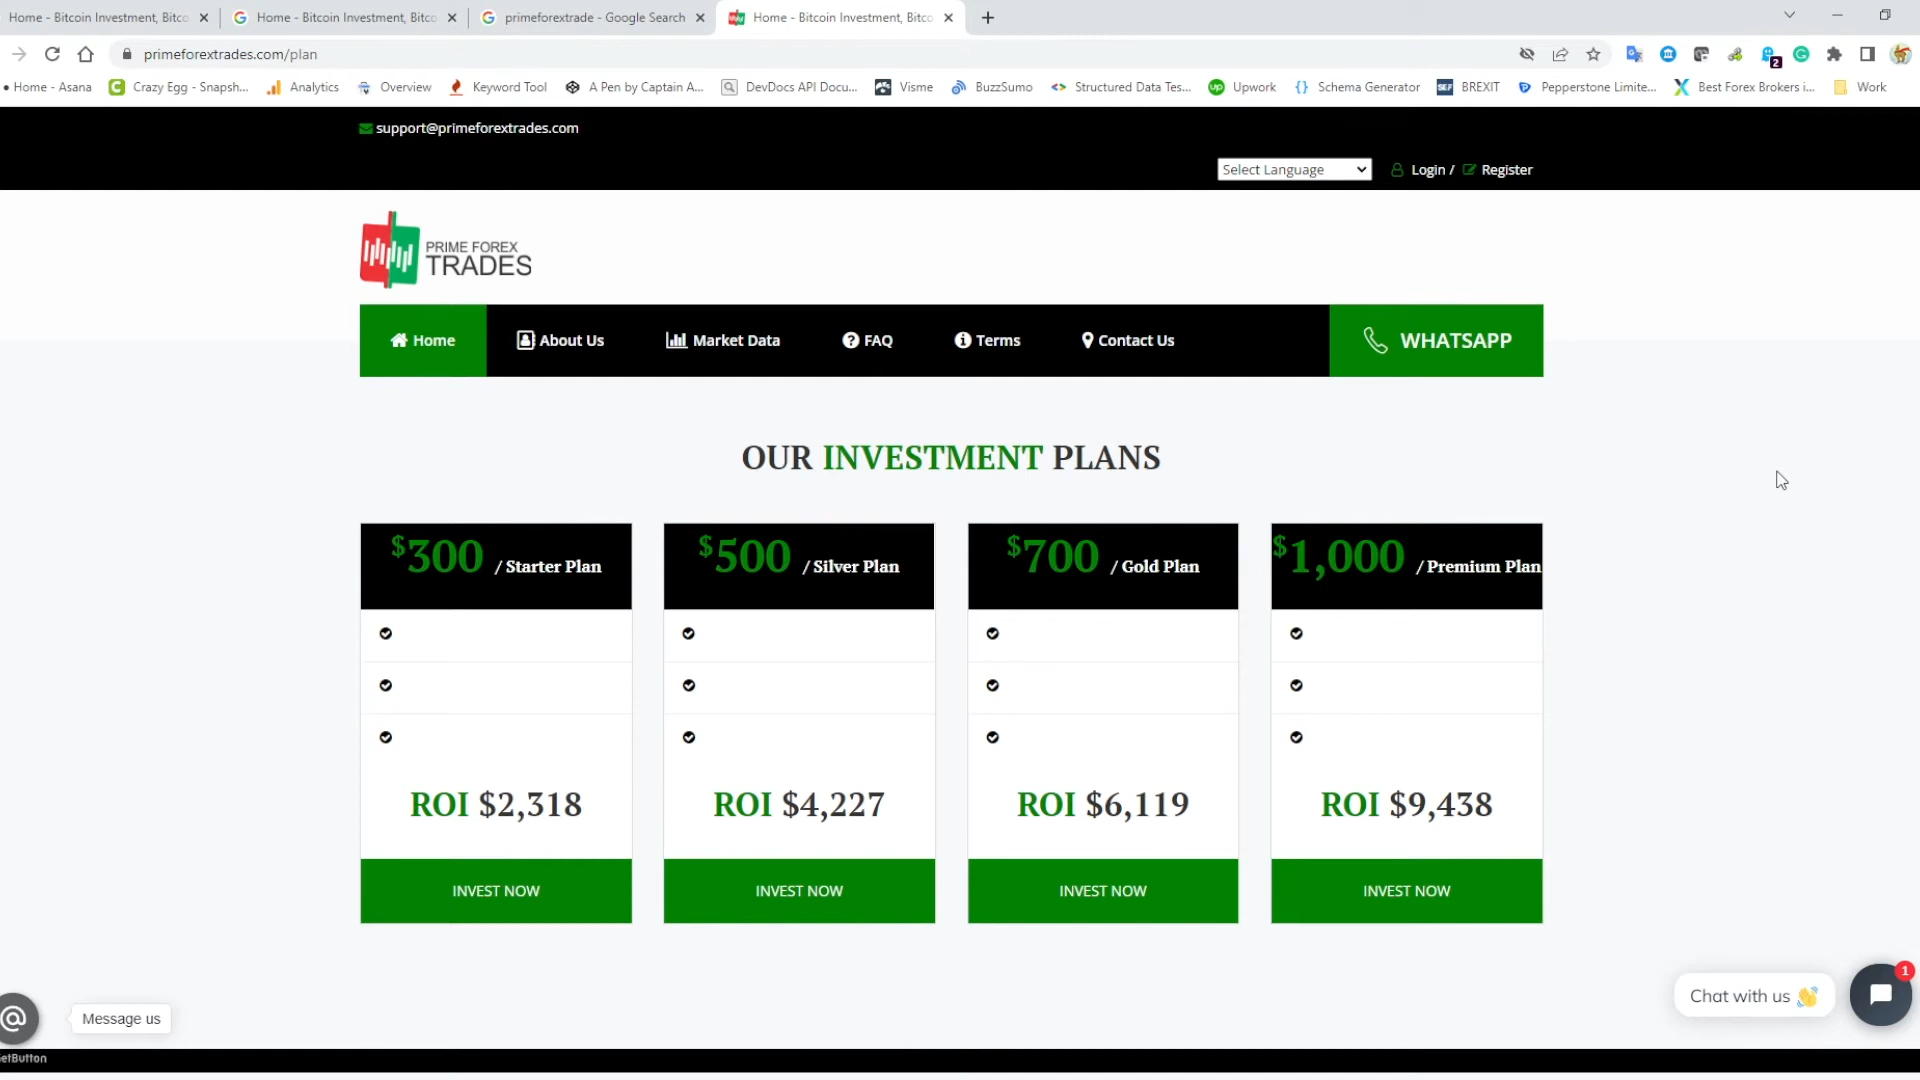 Home - Bitcoin Investment, Bitco
Home - Bitcoin Investment, Bitco
primeforextrade - Google Search
Home - Bitcoin Investment, Bitco
primeforextrades.com/plan
2
Home - Asana
Crazy Egg - Snapsh...
Analytics
Overview
Keyword Tool
A Pen by Captain A...
DevDocs API Docu...
Visme
BuzzSumo
Structured Data Tes...
Upwork
Schema Generator
BREXIT
Pepperstone Limite...
Best Forex Brokers i...
Work
support@primeforextrades.com
Select Language
Login / Register
PRIME FOREX
TRADES
Home
About Us
Market Data
FAQ
Terms
Contact Us
WHATSAPP
OUR INVESTMENT PLANS
$300 / Starter Plan
$500 / Silver Plan
$700 / Gold Plan
$1,000 / Premium Plan
ROI $2,318
ROI $4,227
ROI $6,119
ROI $9,438
INVEST NOW
INVEST NOW
INVEST NOW
INVEST NOW
Chat with us 👋
1
@
Message us
etButton